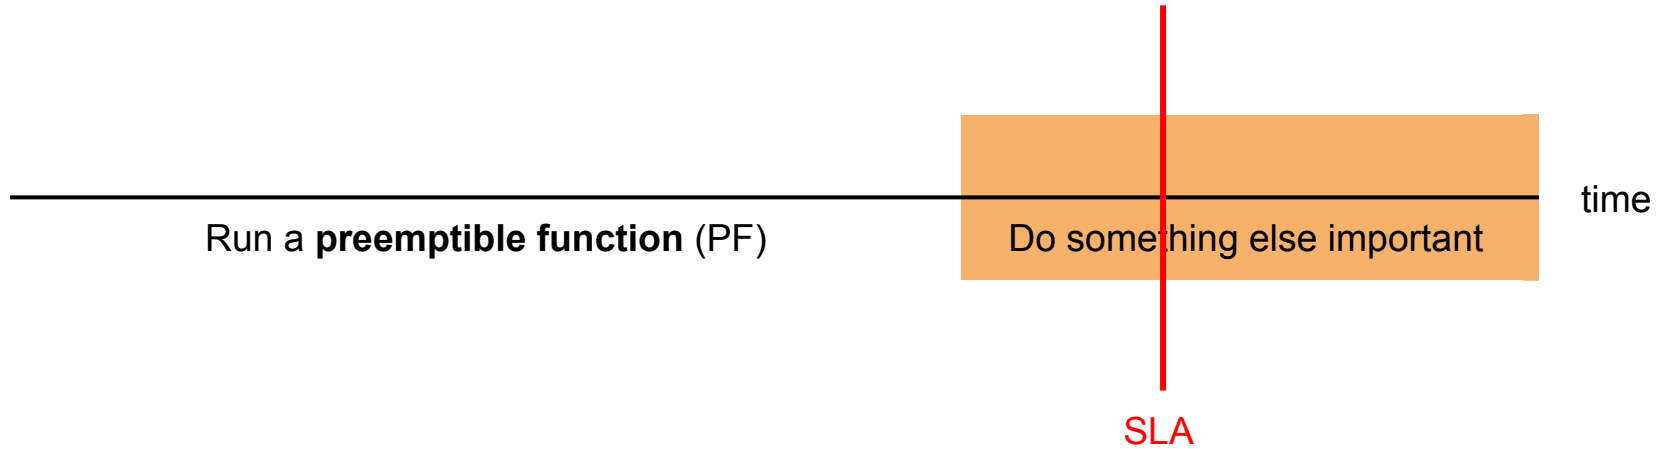 time
Run a preemptible function (PF)
Do something else important
SLA